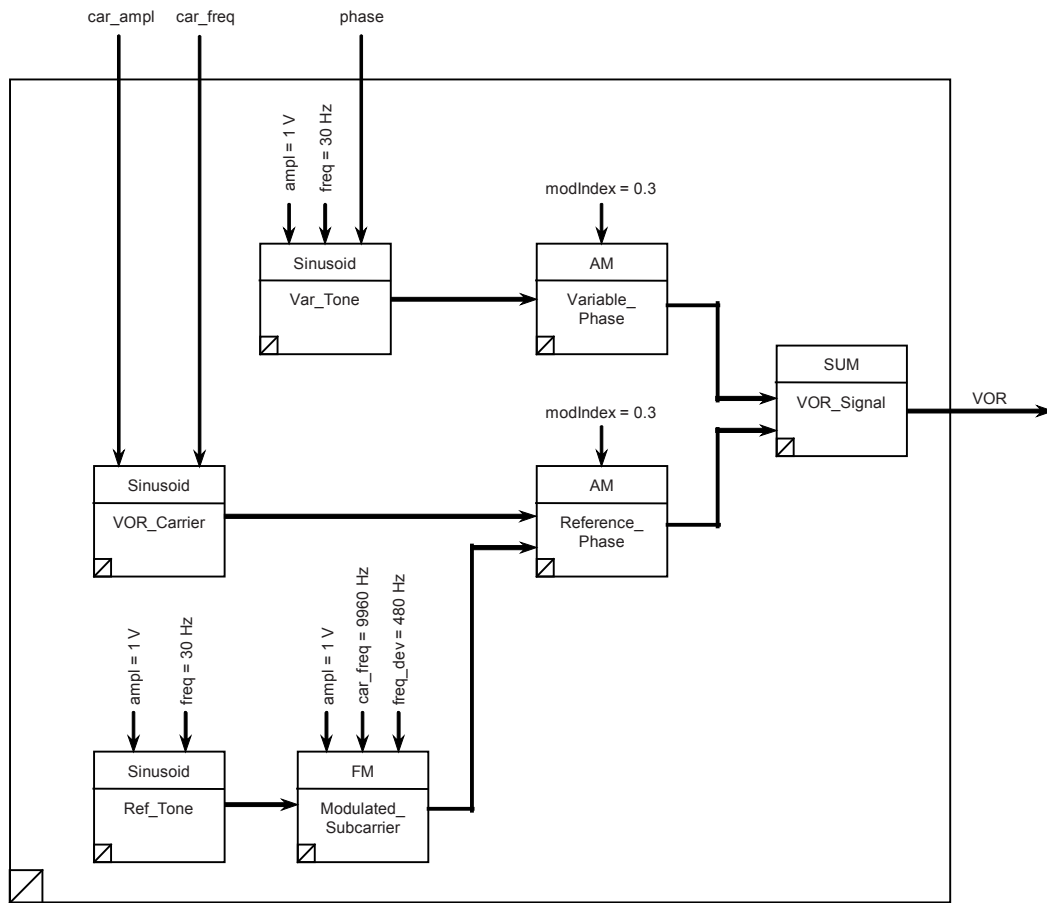 car_ampl
car_freq
phase
ampl = 1 V
freq = 30 Hz
modIndex = 0.3
Sinusoid
Var_Tone
AM
Variable_
Phase
SUM
VOR_Signal
VOR
modIndex = 0.3
Sinusoid
VOR_Carrier
AM
Reference_
Phase
ampl = 1 V
freq = 30 Hz
ampl = 1 V
car_freq = 9960 Hz
freq_dev = 480 Hz
Sinusoid
Ref_Tone
FM
Modulated_
Subcarrier